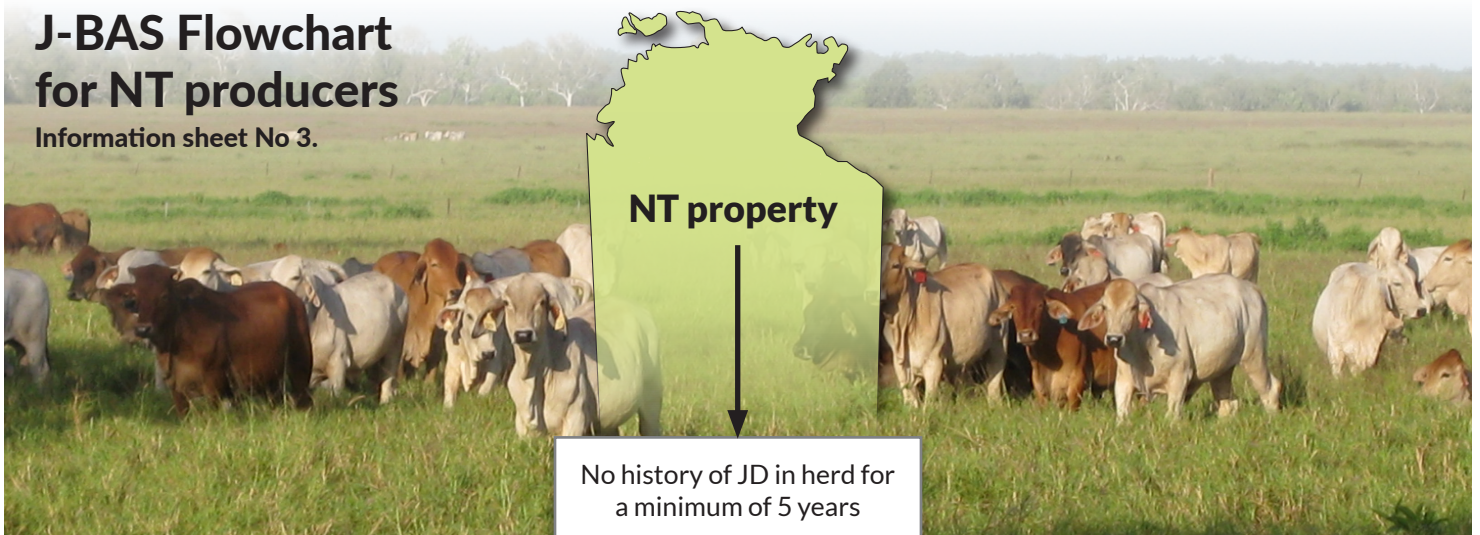 J-BAS Flowchart
for NT producers
Information sheet No 3.
NT property
No history of JD in herd for
a minimum of 5 years